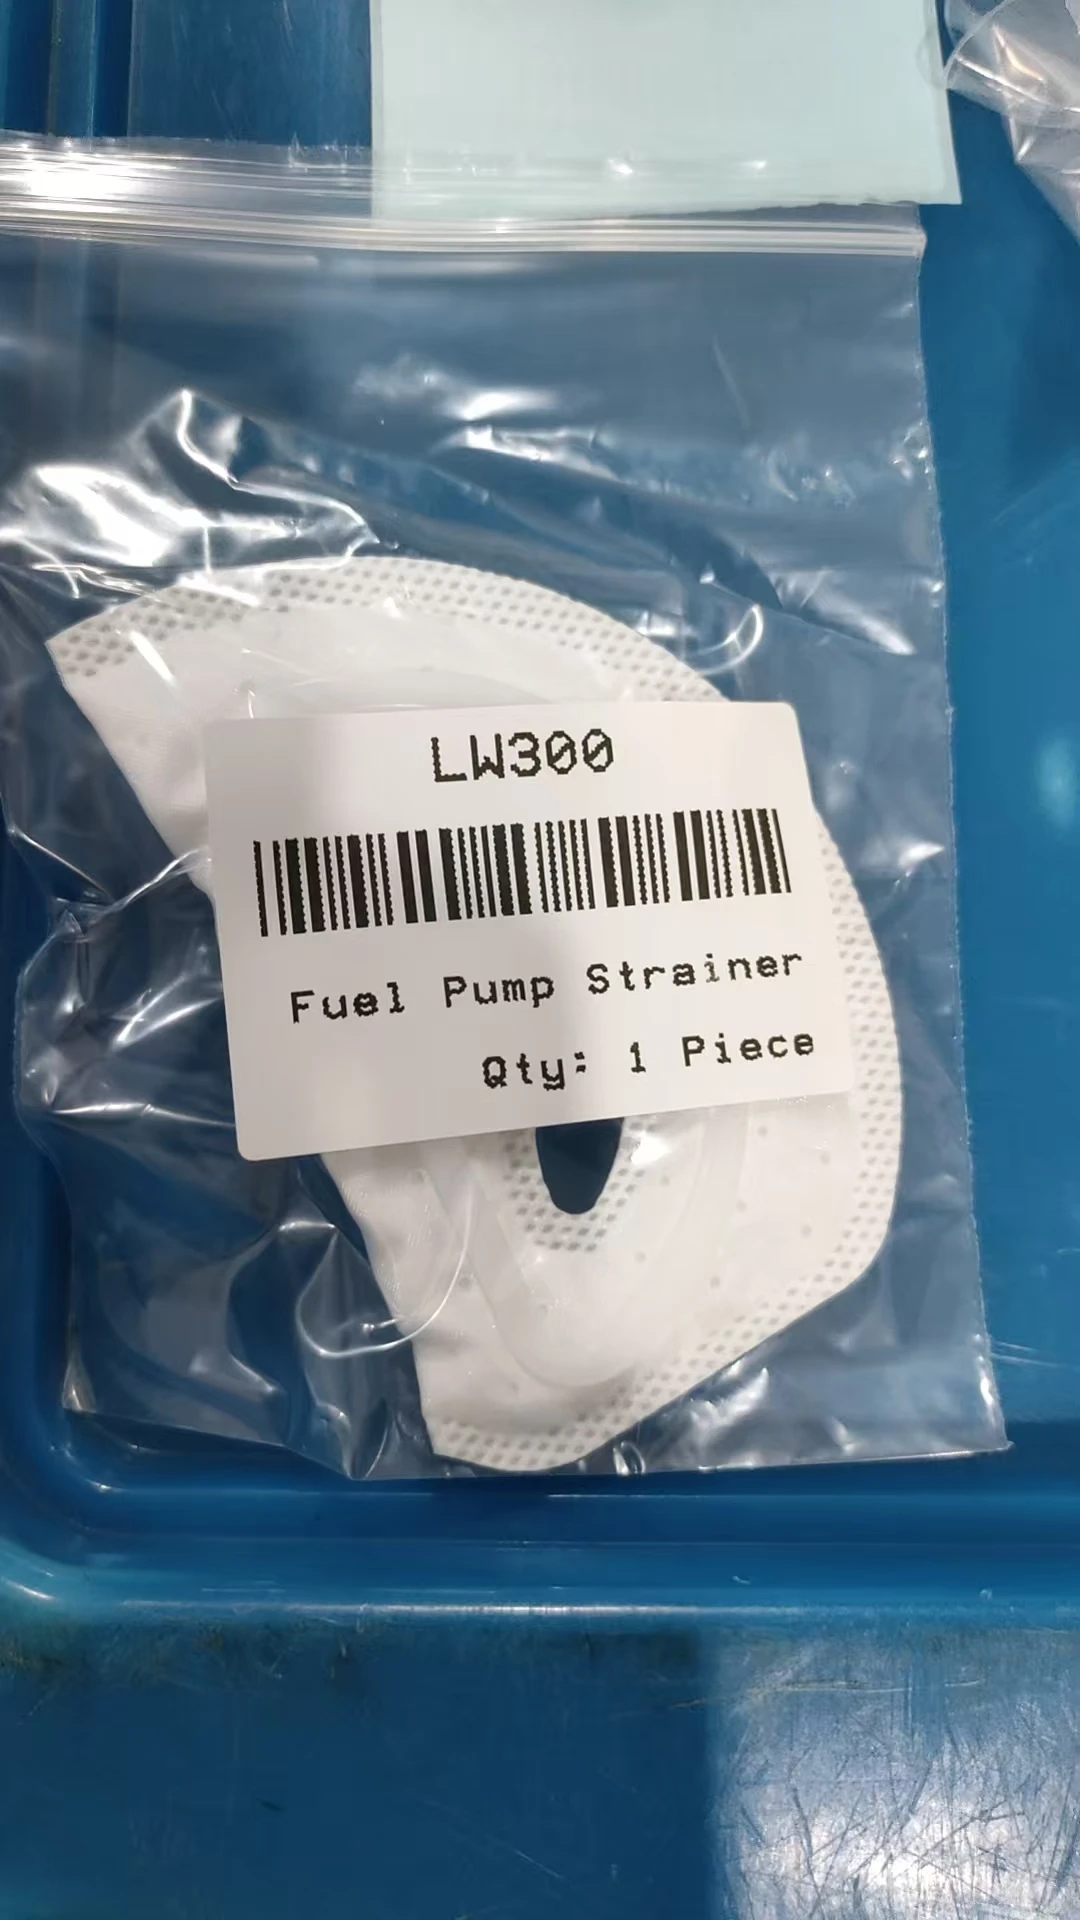 LW300
Fuel Pump Strainer
Qty: 1 Piece